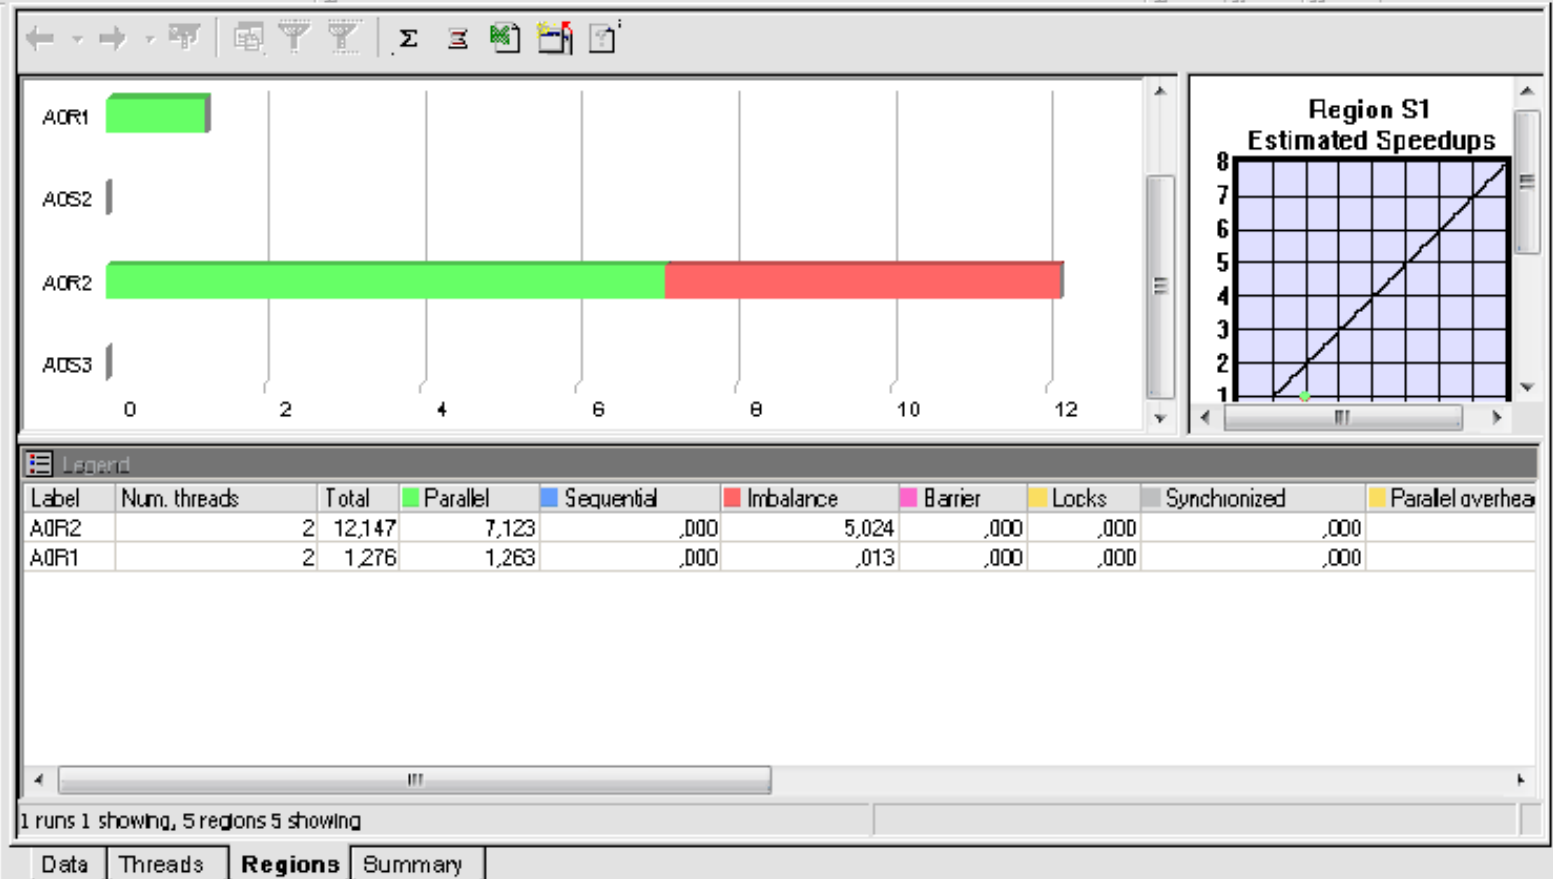 Region S1
Estimated Speedups
A0R1
A0S2
A0R2
A0S3
0 2 4 6 8 10 12
8
7
6
5
4
3
2
1
Legend
Label Num. threads Total Parallel Sequential Imbalance Barrier Locks Synchronized Parallel overhea
A0R2 2 12,147 7,123 ,000 5,024 ,000 ,000 ,000
A0R1 2 1,276 1,263 ,000 ,013 ,000 ,000 ,000
1 runs 1 showing, 5 regions 5 showing
Data Threads Regions Summary